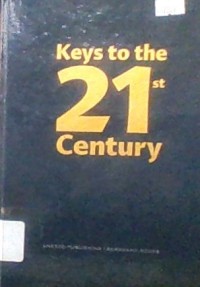 Keys to the
21st
Century
UNESCO PUBLISHING / BERGHAHN BOOKS